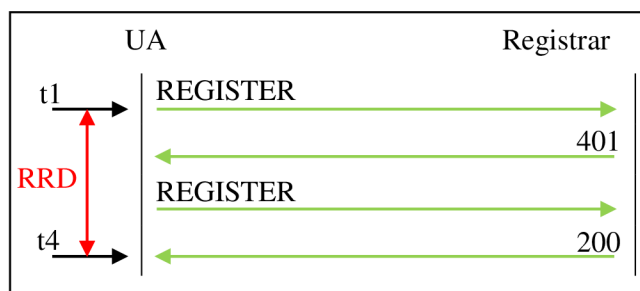 UA Registrar
t1 REGISTER
401
RRD
REGISTER
t4 200